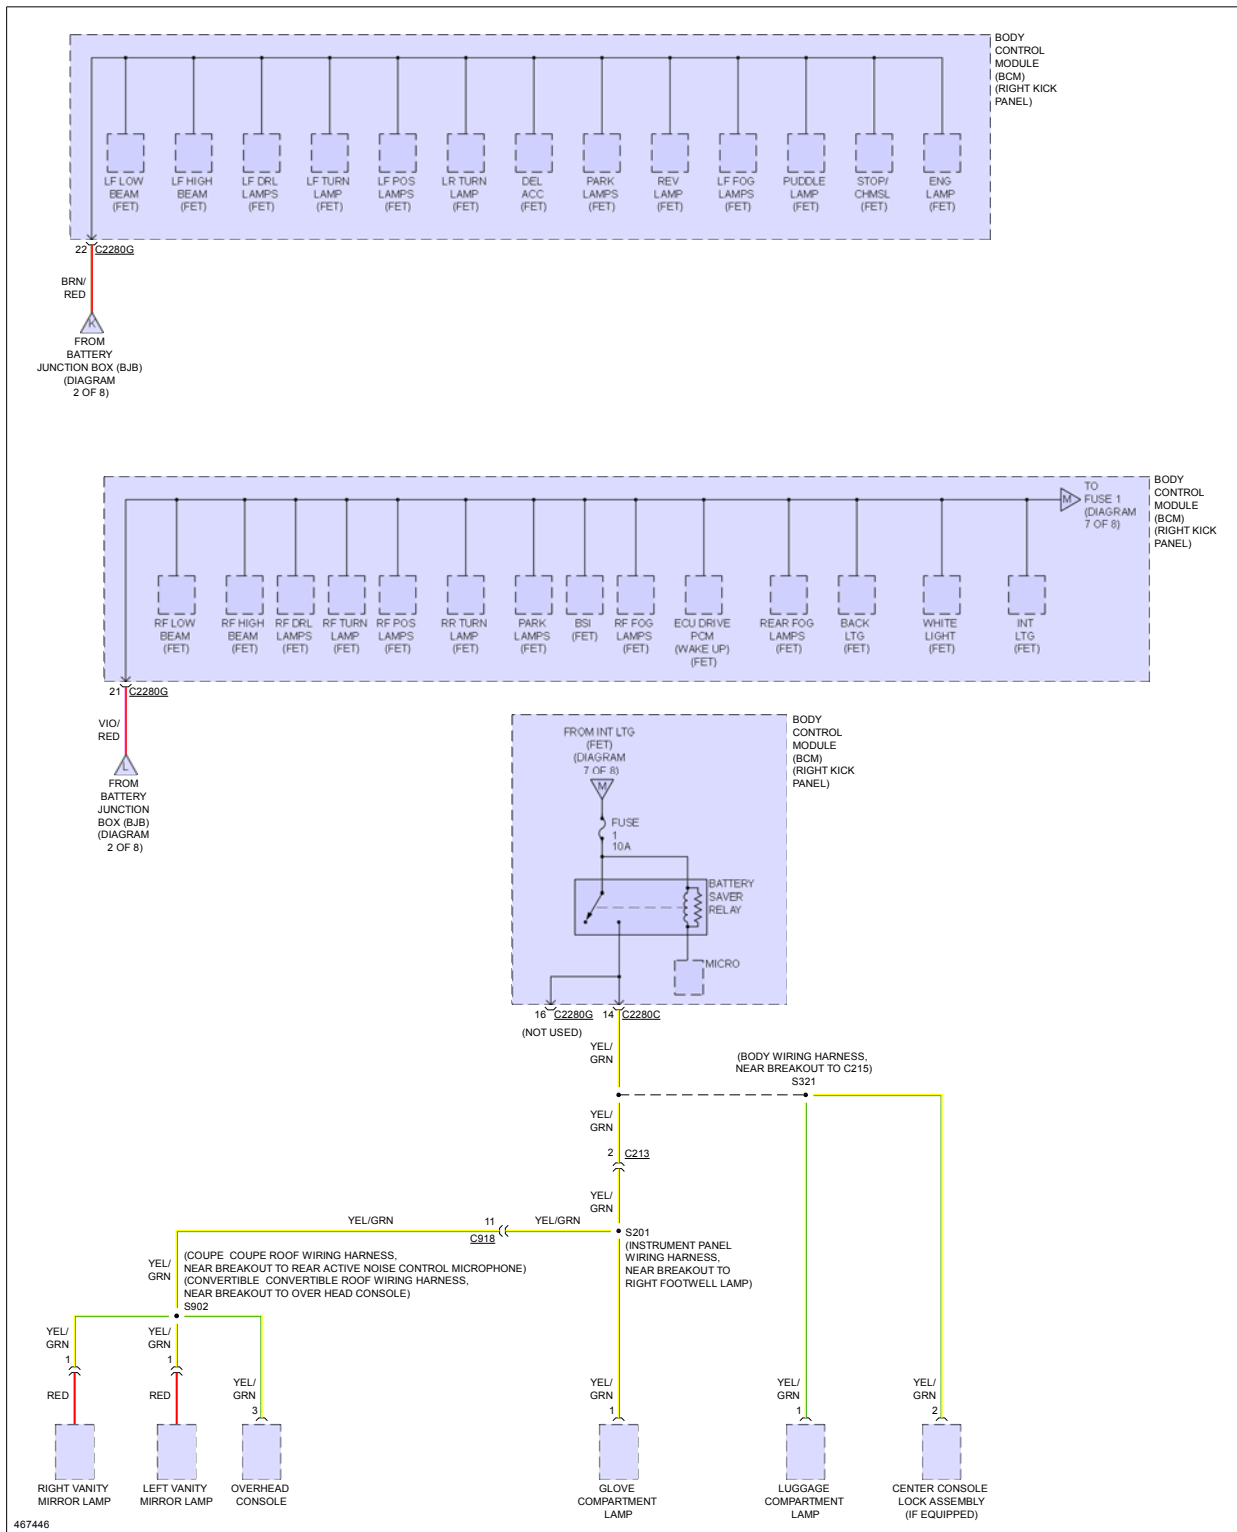 BODY
CONTROL
MODULE
(BCM)
(RIGHT KICK
PANEL)
LF LOW
BEAM
(FET)
LF HIGH
BEAM
(FET)
LF DRL
LAMPS
(FET)
LF TURN
LAMP
(FET)
LF POS
LAMPS
(FET)
LR TURN
LAMP
(FET)
DEL
ACC
(FET)
PARK
LAMPS
(FET)
REV
LAMP
(FET)
LF FOG
LAMPS
(FET)
PUDDLE
LAMP
(FET)
STOP/
CHMSL
(FET)
ENG
LAMP
(FET)
22 C2280G
BRN/
RED
K
FROM
BATTERY
JUNCTION BOX (BJB)
(DIAGRAM
2 OF 8)
BODY
CONTROL
MODULE
(BCM)
(RIGHT KICK
PANEL)
M
TO
FUSE 1
(DIAGRAM
7 OF 8)
RF LOW
BEAM
(FET)
RF HIGH
BEAM
(FET)
RF DRL
LAMPS
(FET)
RF TURN
LAMP
(FET)
RF POS
LAMPS
(FET)
RR TURN
LAMP
(FET)
PARK
LAMPS
(FET)
BSI
(FET)
RF FOG
LAMPS
(FET)
ECU DRIVE
PCM
(WAKE UP)
(FET)
REAR FOG
LAMPS
(FET)
BACK
LTG
(FET)
WHITE
LIGHT
(FET)
INT
LTG
(FET)
21 C2280G
VIO/
RED
L
FROM
BATTERY
JUNCTION
BOX (BJB)
(DIAGRAM
2 OF 8)
BODY
CONTROL
MODULE
(BCM)
(RIGHT KICK
PANEL)
FROM INT LTG
(FET)
(DIAGRAM
7 OF 8)
M
FUSE
1
10A
BATTERY
SAVER
RELAY
MICRO
16 C2280G
(NOT USED)
14 C2280C
YEL/
GRN
(BODY WIRING HARNESS,
NEAR BREAKOUT TO C215)
S321
YEL/
GRN
2 C213
YEL/
GRN
YEL/GRN
11
C918
YEL/GRN
S201
(INSTRUMENT PANEL
WIRING HARNESS,
NEAR BREAKOUT TO
RIGHT FOOTWELL LAMP)
YEL/
GRN
(COUPE COUPE ROOF WIRING HARNESS,
NEAR BREAKOUT TO REAR ACTIVE NOISE CONTROL MICROPHONE)
(CONVERTIBLE CONVERTIBLE ROOF WIRING HARNESS,
NEAR BREAKOUT TO OVER HEAD CONSOLE)
S902
YEL/
GRN
1
RED
YEL/
GRN
1
RED
YEL/
GRN
3
YEL/
GRN
1
YEL/
GRN
1
YEL/
GRN
2
RIGHT VANITY
MIRROR LAMP
LEFT VANITY
MIRROR LAMP
OVERHEAD
CONSOLE
GLOVE
COMPARTMENT
LAMP
LUGGAGE
COMPARTMENT
LAMP
CENTER CONSOLE
LOCK ASSEMBLY
(IF EQUIPPED)
467446